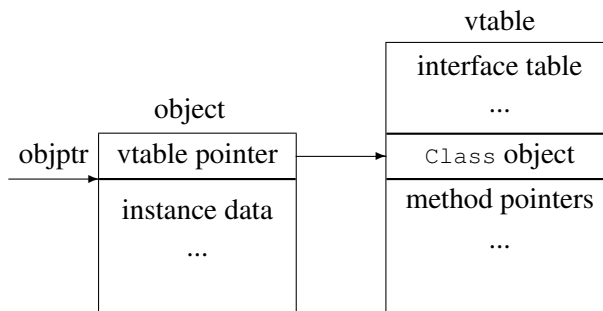 vtable
interface table
...
object
objptr
vtable pointer
Class object
instance data
method pointers
...
...